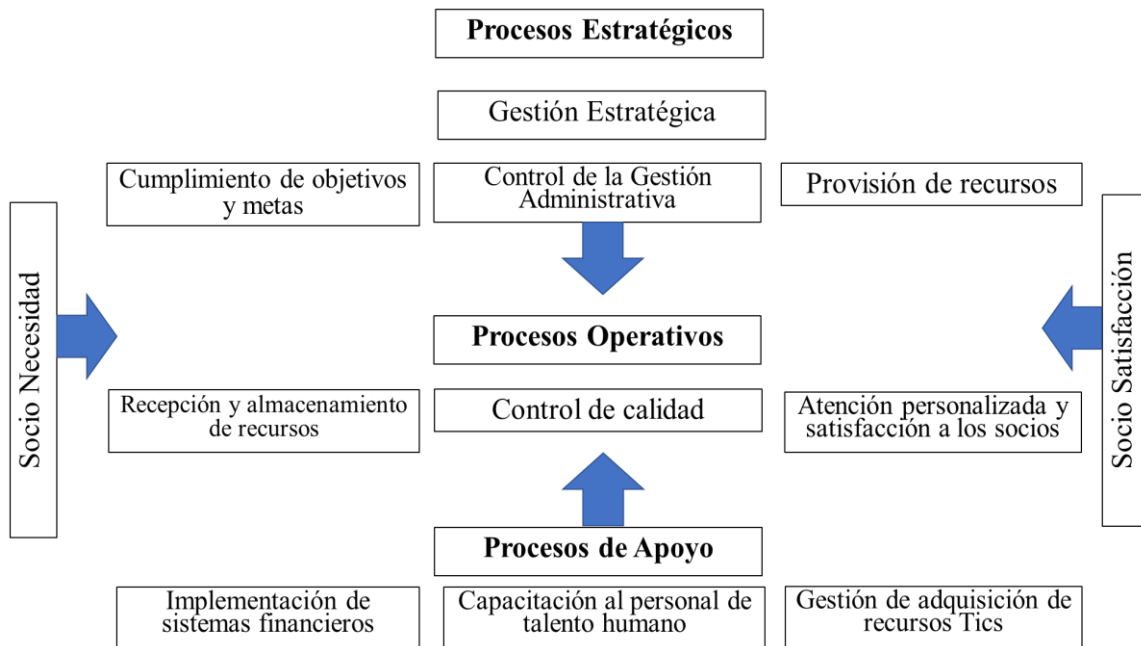 Procesos Estratégicos
Gestión Estratégica
Cumplimiento de objetivos
y metas
Control de la Gestión
Administrativa
Provisión de recursos
Socio Necesidad
Socio Satisfacción
Procesos Operativos
Recepción y almacenamiento
de recursos
Control de calidad
Atención personalizada y
satisfacción a los socios
Procesos de Apoyo
Implementación de
sistemas financieros
Capacitación al personal de
talento humano
Gestión de adquisición de
recursos Tics